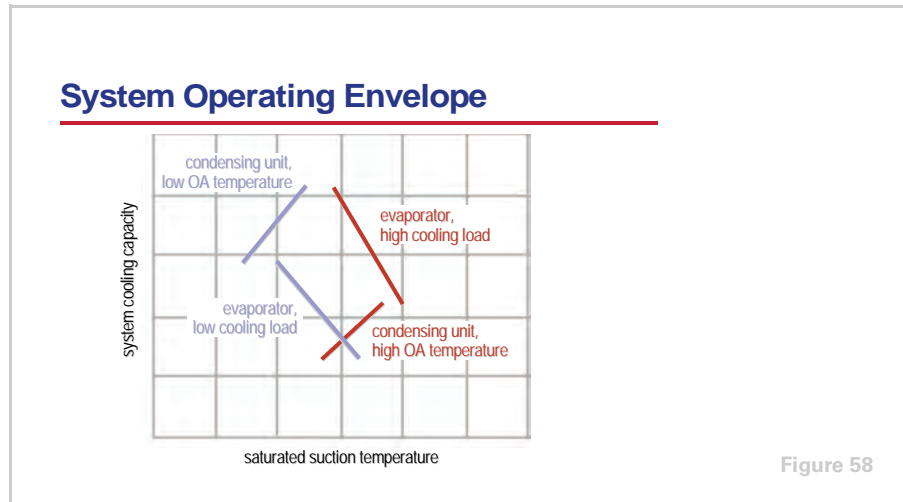 System Operating Envelope
condensing unit,
low OA temperature
evaporator,
high cooling load
system cooling capacity
evaporator,
low cooling load
condensing unit,
high OA temperature
saturated suction temperature
Figure 58